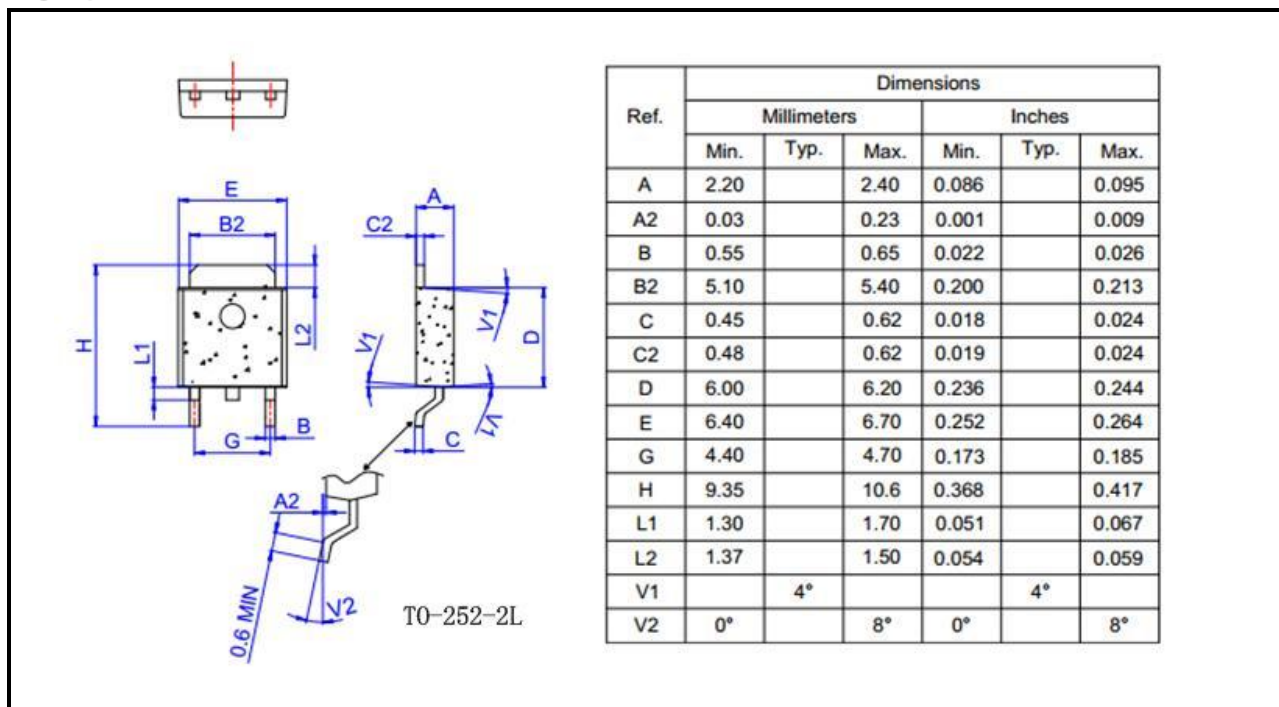 E
B2
A
C2
H
L1
L2
V1
V1
D
V1
G
B
C
A2
0.6 MIN
V2
TO-252-2L
Ref. Dimensions
Millimeters Inches
Min. Typ. Max. Min. Typ. Max.
A 2.20 2.40 0.086 0.095
A2 0.03 0.23 0.001 0.009
B 0.55 0.65 0.022 0.026
B2 5.10 5.40 0.200 0.213
C 0.45 0.62 0.018 0.024
C2 0.48 0.62 0.019 0.024
D 6.00 6.20 0.236 0.244
E 6.40 6.70 0.252 0.264
G 4.40 4.70 0.173 0.185
H 9.35 10.6 0.368 0.417
L1 1.30 1.70 0.051 0.067
L2 1.37 1.50 0.054 0.059
V1 4° 4°
V2 0° 8° 0° 8°